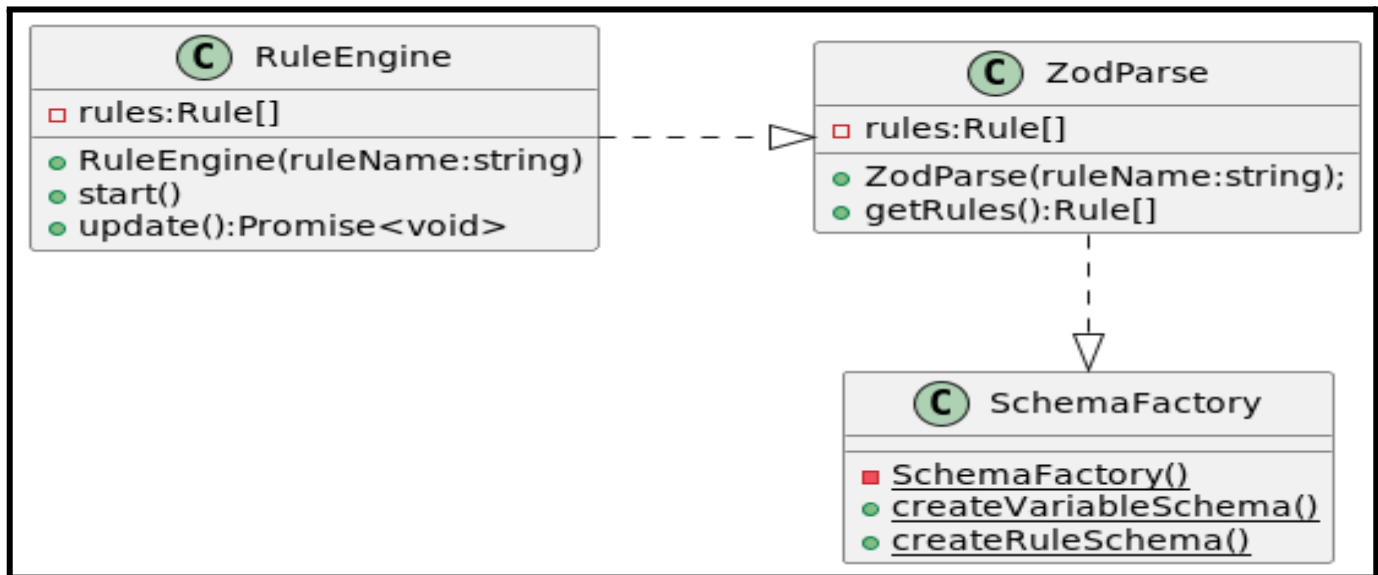 C RuleEngine
rules:Rule[]
RuleEngine(ruleName:string)
start()
update():Promise<void>
C ZodParse
rules:Rule[]
ZodParse(ruleName:string);
getRules():Rule[]
C SchemaFactory
SchemaFactory()
createVariableSchema()
createRuleSchema()